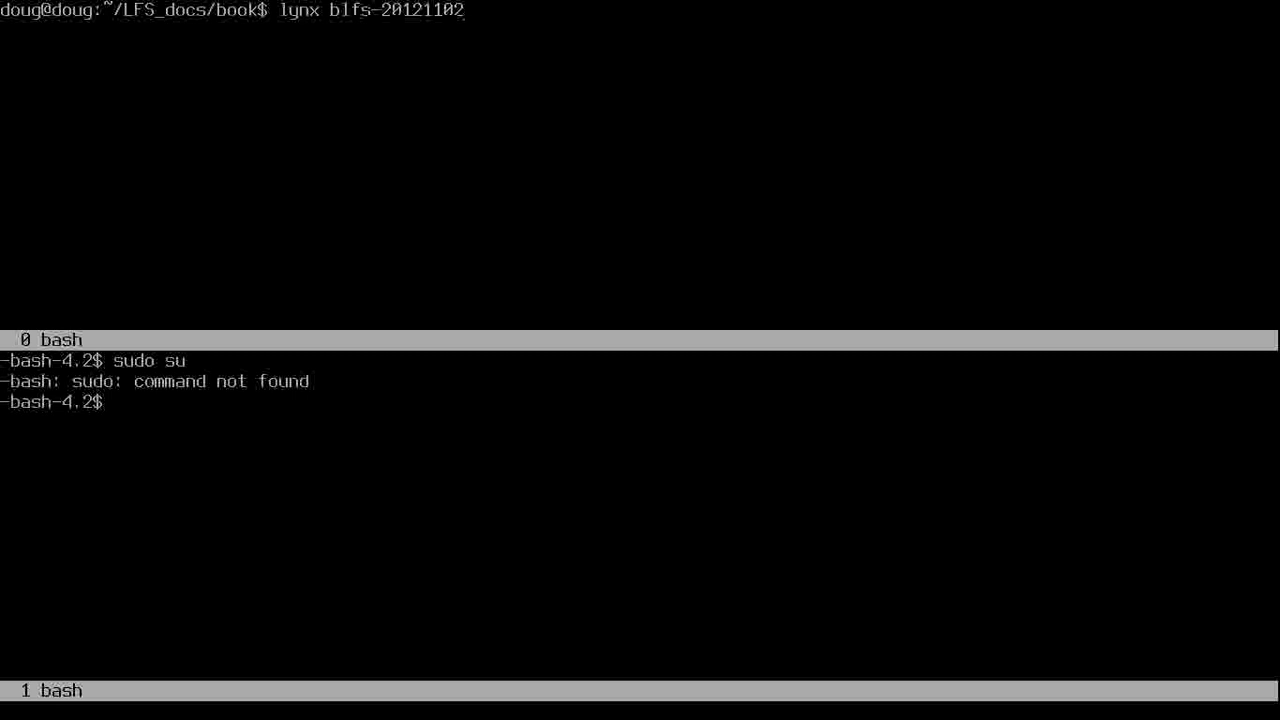 doug@doug:~/LFS_docs/book$ lynx blfs-20121102
0 bash
-bash-4.2$ sudo su
-bash: sudo: command not found
-bash-4.2$
1 bash